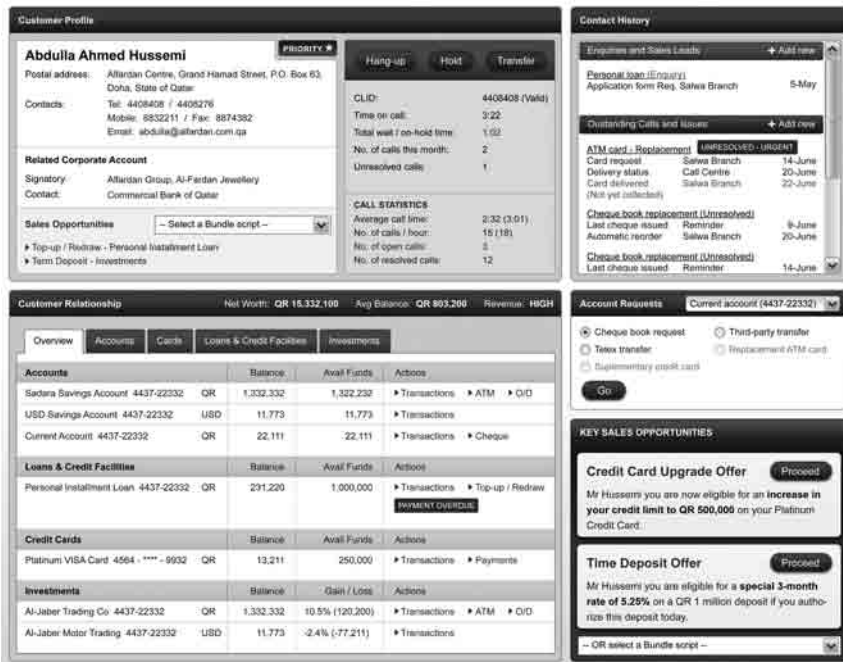 Customer Profile
Abdulla Ahmed Hussemi
PRIORITY ★
Postal address: Alfardan Centre, Grand Hamad Street, P.O. Box 63,
Doha, State of Qatar
Contacts: Tel: 4408408 / 4408276
Mobile: 6832211 / Fax: 8874382
Email: abdulla@alfardan.com.qa
Related Corporate Account
Signatory: Alfardan Group, Al-Fardan Jewellery
Contact: Commercial Bank of Qatar
Sales Opportunities -- Select a Bundle script --
Top-up / Redraw - Personal Installment Loan
Term Deposit - Investments
Hang-up Hold Transfer
CLID: 4408408 (Valid)
Time on call: 3:22
Total wait / on-hold time: 1:02
No. of calls this month: 2
Unresolved calls: 1
CALL STATISTICS
Average call time: 2:32 (3:01)
No. of calls / hour: 15 (18)
No. of open calls:
No. of resolved calls: 12
Contact History
Enquiries and Sales Leads + Add new
Personal loan (Enquiry)
Application form Req. Salwa Branch 5-May
Oustanding Calls and Issues + Add new
ATM card - Replacement UNRESOLVED - URGENT
Card request Salwa Branch 14-June
Delivery status Call Centre 20-June
Card delivered Salwa Branch 22-June
(Not yet collected)
Cheque book replacement (Unresolved)
Last cheque issued Reminder 9-June
Automatic reorder Salwa Branch 20-June
Cheque book replacement (Unresolved)
Last cheque issued Reminder 14-June
Customer Relationship Net Worth: QR 15,332,100 Avg Balance: QR 803,200 Revenue: HIGH
Overview Accounts Cards Loans & Credit Facilities Investments
Accounts Balance Avail Funds Actions
Sadara Savings Account 4437-22332 QR 1,332,332 1,322,232 Transactions ATM O/D
USD Savings Account 4437-22332 USD 11,773 11,773 Transactions
Current Account 4437-22332 QR 22,111 22,111 Transactions Cheque
Loans & Credit Facilities Balance Avail Funds Actions
Personal Installment Loan 4437-22332 QR 231,220 1,000,000 Transactions Top-up / Redraw
PAYMENT OVERDUE
Credit Cards Balance Avail Funds Actions
Platinum VISA Card 4564 - **** - 9932 QR 13,211 250,000 Transactions Payments
Investments Balance Gain / Loss Actions
Al-Jaber Trading Co 4437-22332 QR 1,332,332 10.5% (120,200) Transactions ATM O/D
Al-Jaber Motor Trading 4437-22332 USD 11,773 -2.4% (-77,211) Transactions
Account Requests Current account (4437-22332)
Cheque book request Third-party transfer
Telex transfer Replacement ATM card
Suplementary credit card
Go
KEY SALES OPPORTUNITIES
Credit Card Upgrade Offer Proceed
Mr Hussemi you are now eligible for an increase in
your credit limit to QR 500,000 on your Platinum
Credit Card.
Time Deposit Offer Proceed
Mr Hussemi you are eligible for a special 3-month
rate of 5.25% on a QR 1 million deposit if you autho-
rize this deposit today.
-- OR select a Bundle script --